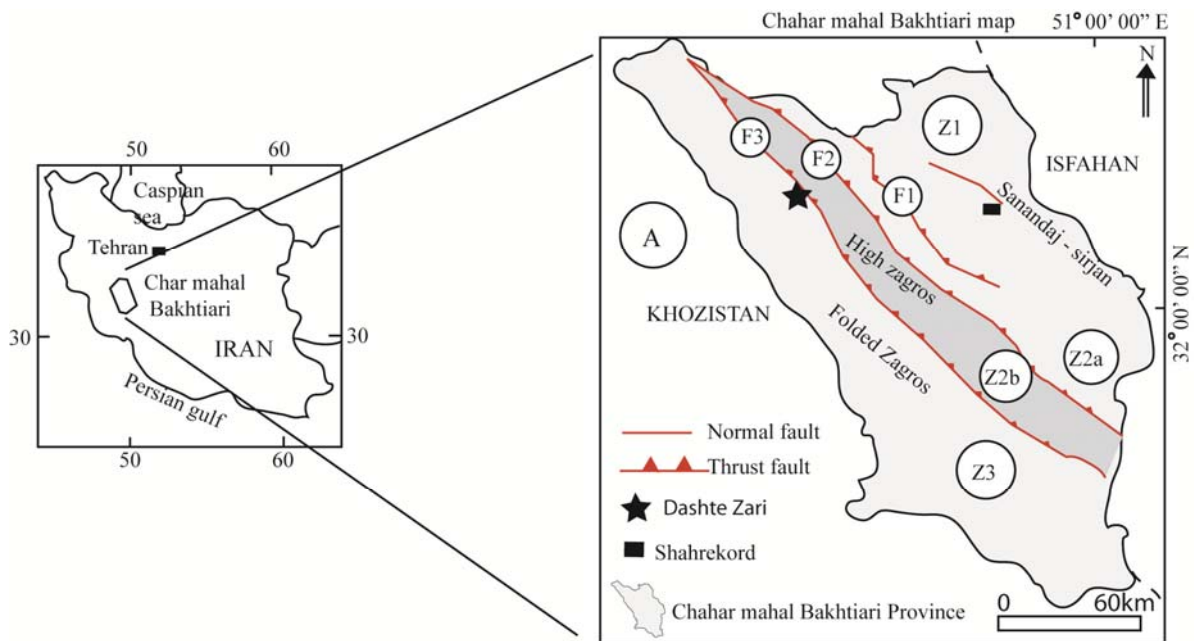 50
60
Caspian
sea
Tehran
Char mahal
Bakhtiari
30
30
IRAN
Persian gulf
50
60
Chahar mahal Bakhtiari map
51° 00’ 00’’ E
N
Z1
F3
F2
ISFAHAN
F1
Sanandaj - sirjan
A
High zagros
32° 00’ 00’’ N
KHOZISTAN
Folded Zagros
Z2a
Z2b
Normal fault
Thrust fault
Z3
Dashte Zari
Shahrekord
Chahar mahal Bakhtiari Province
0
60km